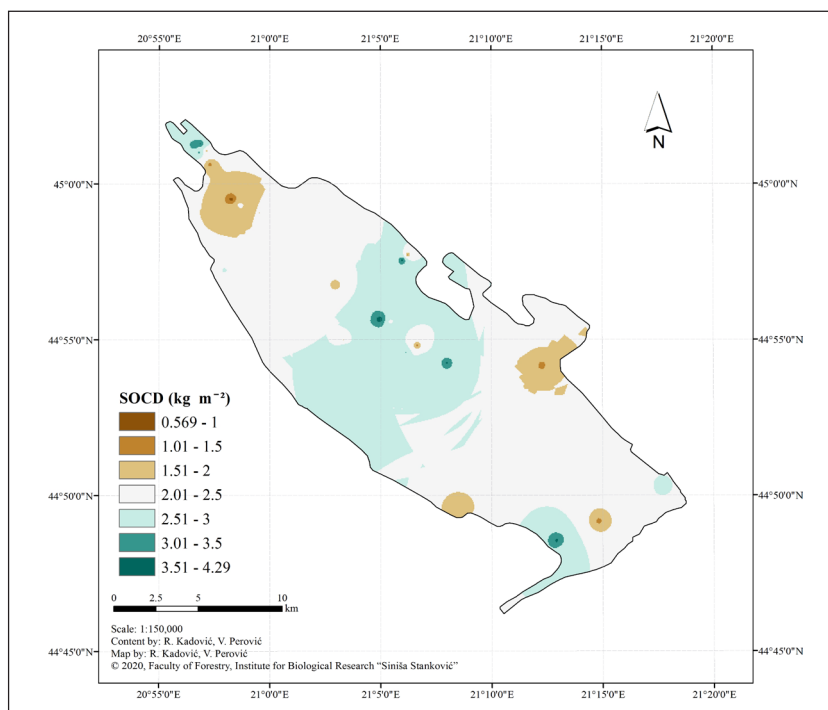 20°55'0"E 21°0'0"E 21°5'0"E 21°10'0"E 21°15'0"E 21°20'0"E
N
45°0'0"N 45°0'0"N
44°55'0"N 44°55'0"N
SOCD (kg m⁻²)
0.569 - 1
1.01 - 1.5
1.51 - 2
2.01 - 2.5
2.51 - 3
3.01 - 3.5
3.51 - 4.29
44°50'0"N 44°50'0"N
0 2.5 5 10
km
Scale: 1:150,000
Content by: R. Kadović, V. Perović
Map by: R. Kadović, V. Perović
© 2020, Faculty of Forestry, Institute for Biological Research "Siniša Stanković"
44°45'0"N 44°45'0"N
20°55'0"E 21°0'0"E 21°5'0"E 21°10'0"E 21°15'0"E 21°20'0"E